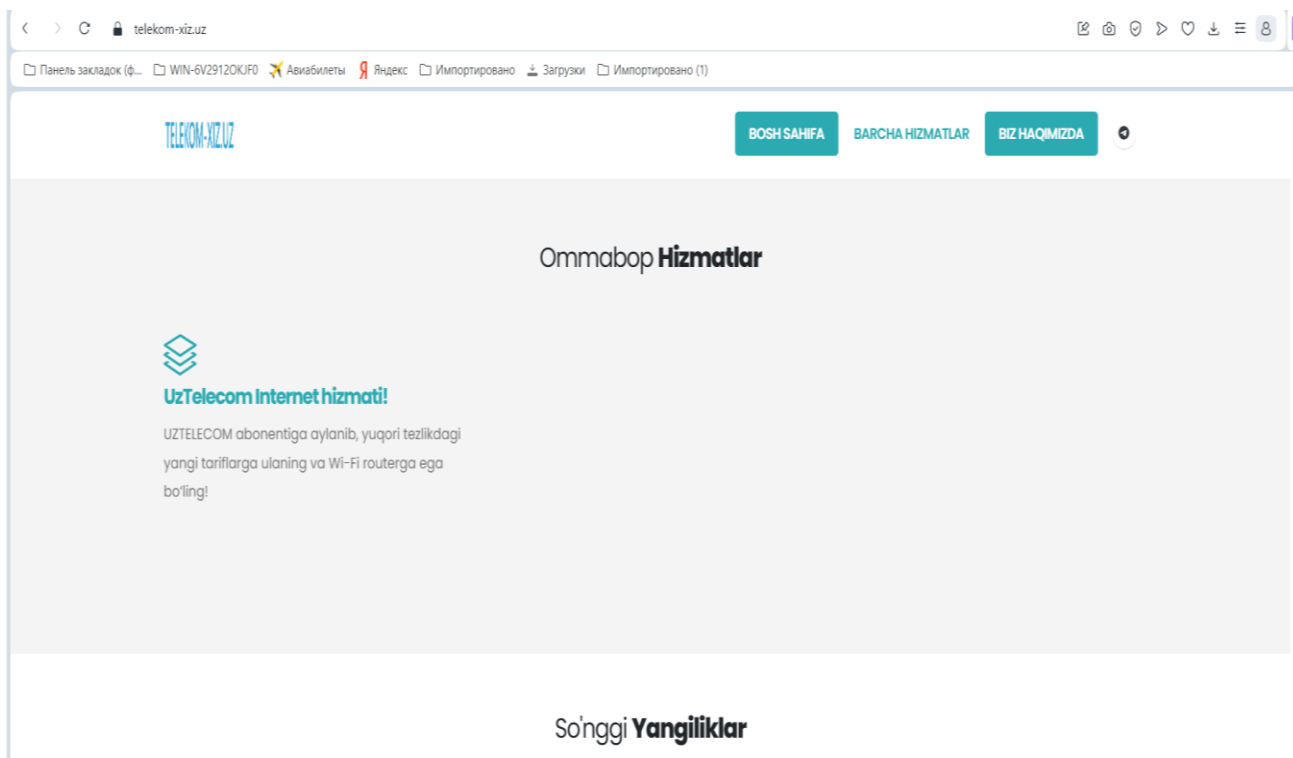 telekom-xiz.uz
Панель закладок (ф... WIN-6V2912OKJF0 Авиабилеты Я Яндекс Импортировано Загрузки Импортировано (1)
TELEKOM-XIZ.UZ BOSH SAHIFA BARCHA HIZMATLAR BIZ HAQIMIZDA
Ommabop Hizmatlar
UzTelecom Internet hizmati!
UZTELECOM abonentiga aylanib, yuqori tezlikdagi
yangi tariflarga ulaning va Wi-Fi routerga ega
bo'ling!
So'nggi Yangiliklar